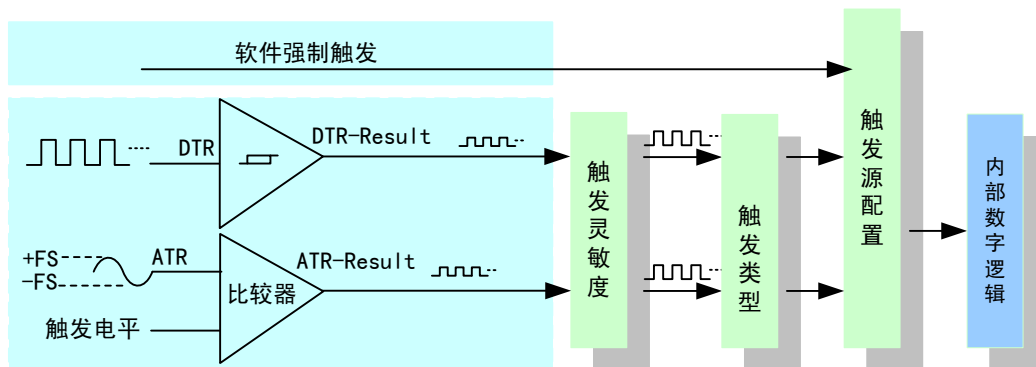 软件强制触发
DTR
DTR-Result
+FS
-FS
ATR
ATR-Result
比较器
触发电平
触发灵敏度
触发类型
触发源配置
内部数字逻辑